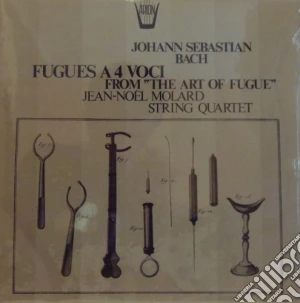 ARION
JOHANN SEBASTIAN
BACH
FUGUES A 4 VOCI
FROM "THE ART OF FUGUE"
JEAN-NOËL MOLARD
STRING QUARTET